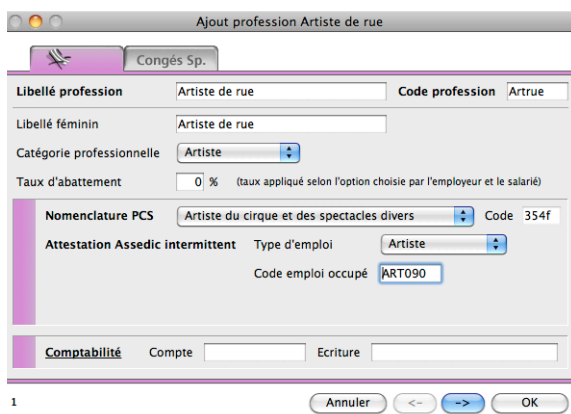 Ajout profession Artiste de rue
Congés Sp.
Libellé profession Artiste de rue Code profession Artrue
Libellé féminin Artiste de rue
Catégorie professionnelle Artiste
Taux d'abattement 0 % (taux appliqué selon l'option choisie par l'employeur et le salarié)
Nomenclature PCS Artiste du cirque et des spectacles divers Code 354f
Attestation Assedic intermittent Type d'emploi Artiste
Code emploi occupé ART090
Comptabilité Compte Ecriture
1 Annuler <- -> OK